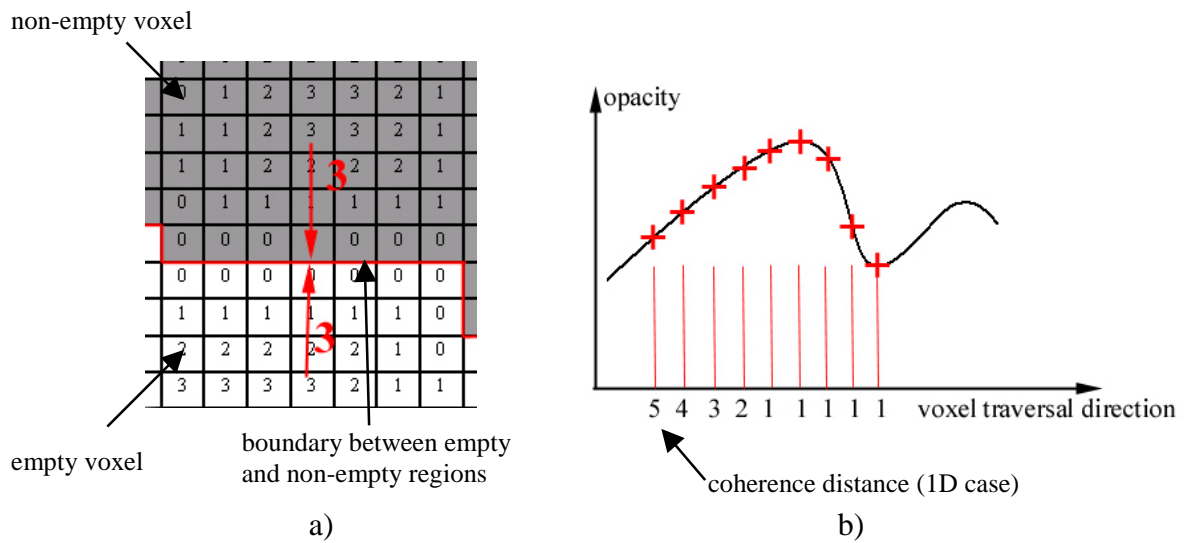 non-empty voxel
0 1 2 3 3 2 1
1 1 2 3 3 2 1
1 1 2 2 2 2 1
3
0 1 1 1 1 1 1
0 0 0 0 0 0
0 0 0 0 0 0 0
1 1 1 1 1 1 0
3
2 2 2 2 2 1 0
3 3 3 3 2 1 1
empty voxel
boundary between empty
and non-empty regions
a)
opacity
5 4 3 2 1 1 1 1 1 voxel traversal direction
coherence distance (1D case)
b)